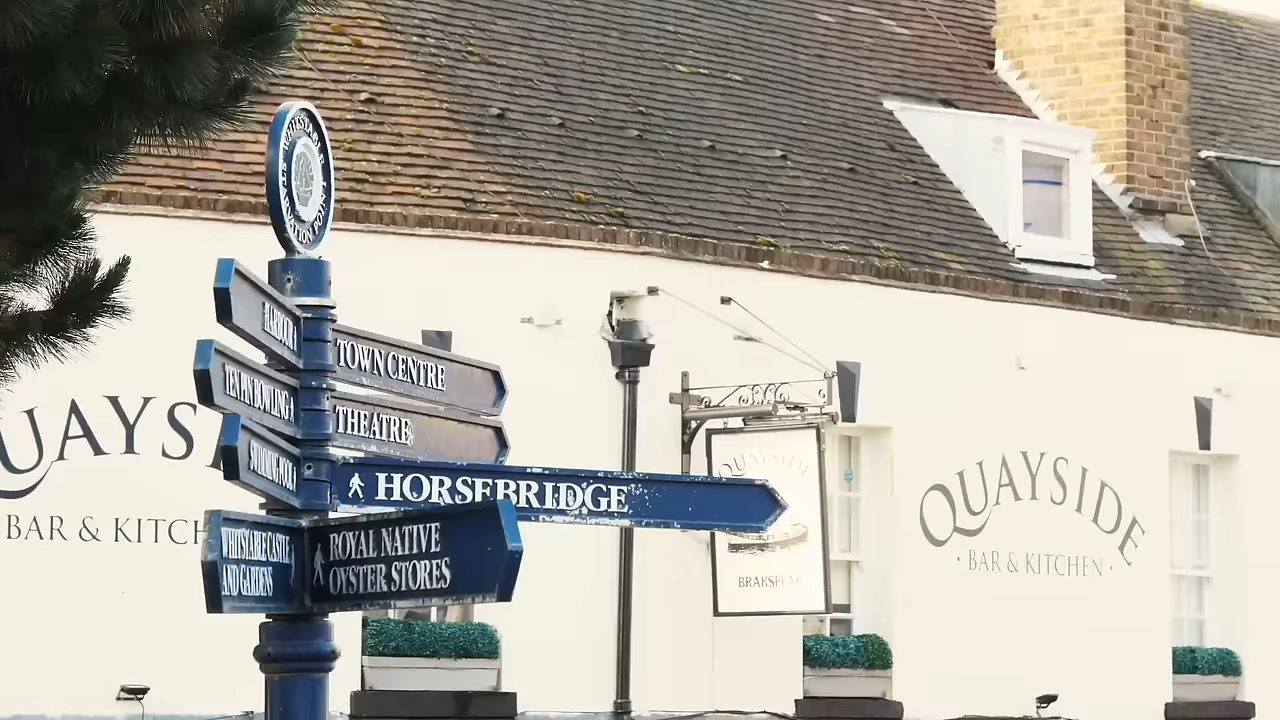 WHITSTABLE
HARBOUR
TOWN CENTRE
TEN PIN BOWLING
THEATRE
SWIMMING POOL
HORSEBRIDGE
WHITSTABLE CASTLE
AND GARDENS
ROYAL NATIVE
OYSTER STORES
QUAYS
BAR & KITCH
QUAYSIDE
BRAKSPEAR
QUAYSIDE
· BAR & KITCHEN ·